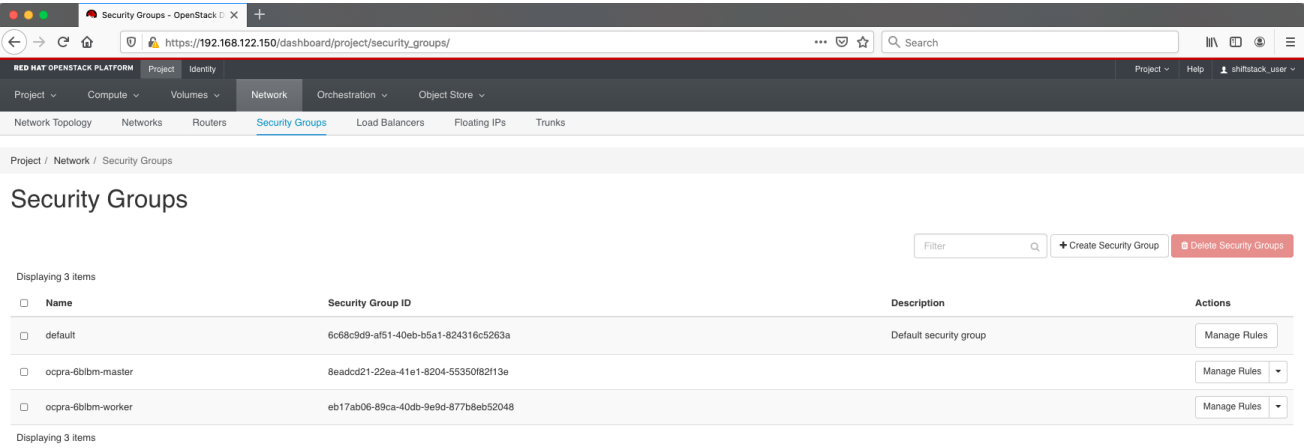 Security Groups - OpenStack D
https://192.168.122.150/dashboard/project/security_groups/
Search
RED HAT OPENSTACK PLATFORM Project Identity Project Help shiftstack_user
Project Compute Volumes Network Orchestration Object Store
Network Topology Networks Routers Security Groups Load Balancers Floating IPs Trunks
Project / Network / Security Groups
Security Groups
Filter + Create Security Group Delete Security Groups
Displaying 3 items
Name Security Group ID Description Actions
default 6c68c9d9-af51-40eb-b5a1-824316c5263a Default security group Manage Rules
ocpra-6blbm-master 8eadcd21-22ea-41e1-8204-55350f82f13e Manage Rules
ocpra-6blbm-worker eb17ab06-89ca-40db-9e9d-877b8eb52048 Manage Rules
Displaying 3 items